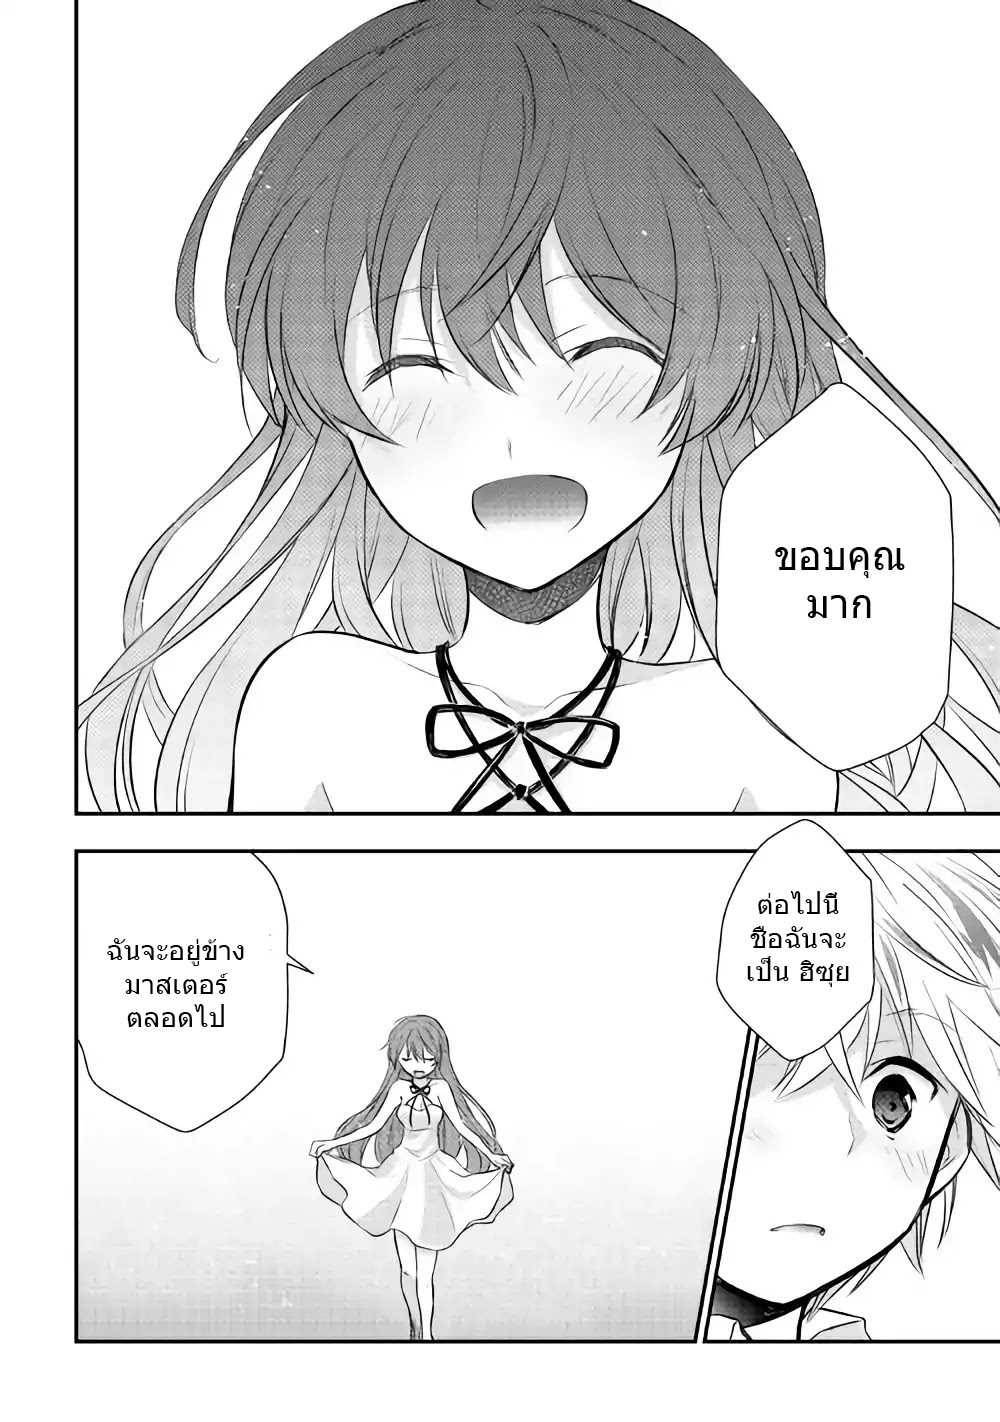 ขอบคุณ
มาก
ต่อไปนี้
ชื่อฉันจะ
เป็น ฮิซุย
ฉันจะอยู่ข้าง
มาสเตอร์
ตลอดไป